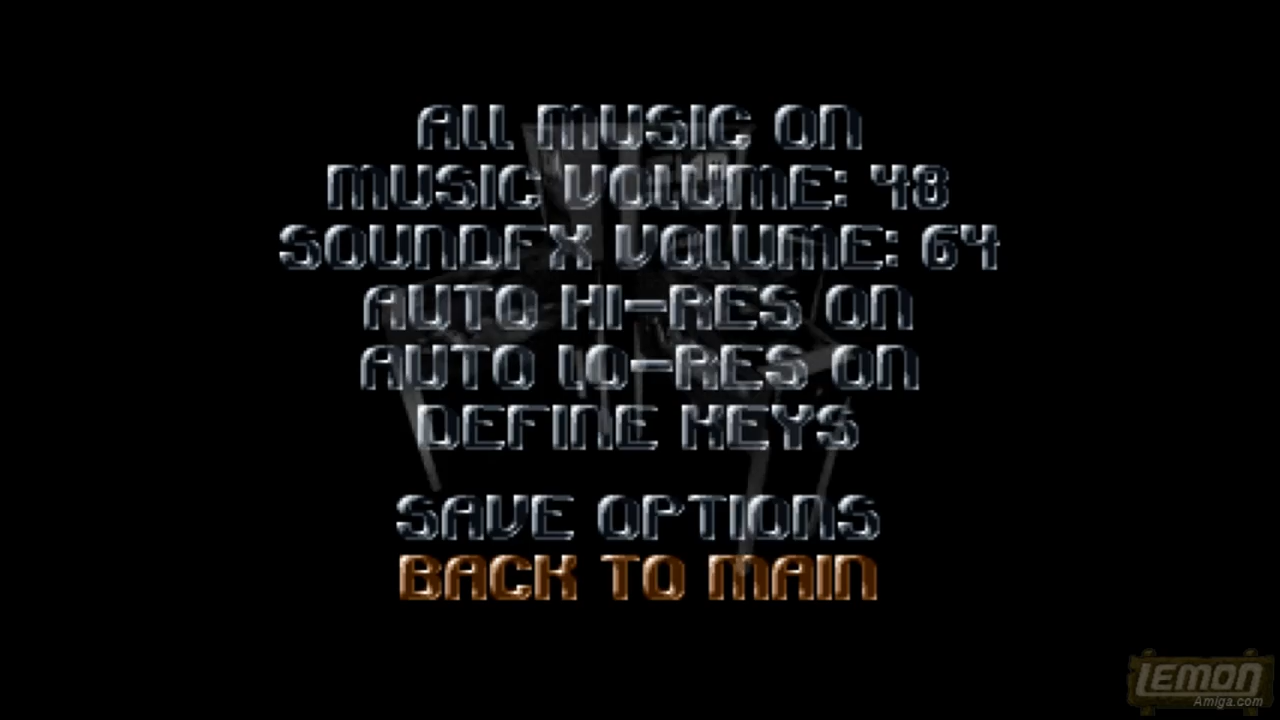 ALL MUSIC ON
MUSIC VOLUME: 48
SOUNDFX VOLUME: 64
AUTO HI-RES ON
AUTO LO-RES ON
DEFINE KEYS
SAVE OPTIONS
BACK TO MAIN
LEMON
Amiga.com